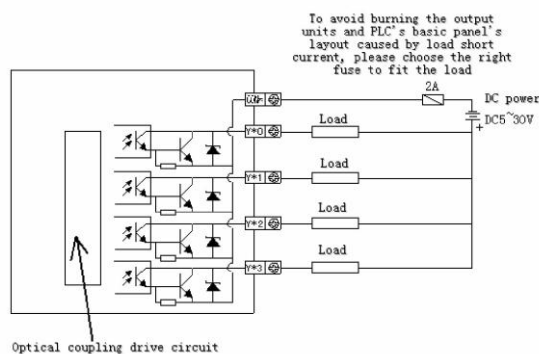 To avoid burning the output
units and PLC's basic panel's
layout caused by load short
current, please choose the right
fuse to fit the load
2A
DC power
DC5~30V
+
Y*0
Load
Y*1
Load
Y*2
Load
Y*3
Load
Optical coupling drive circuit